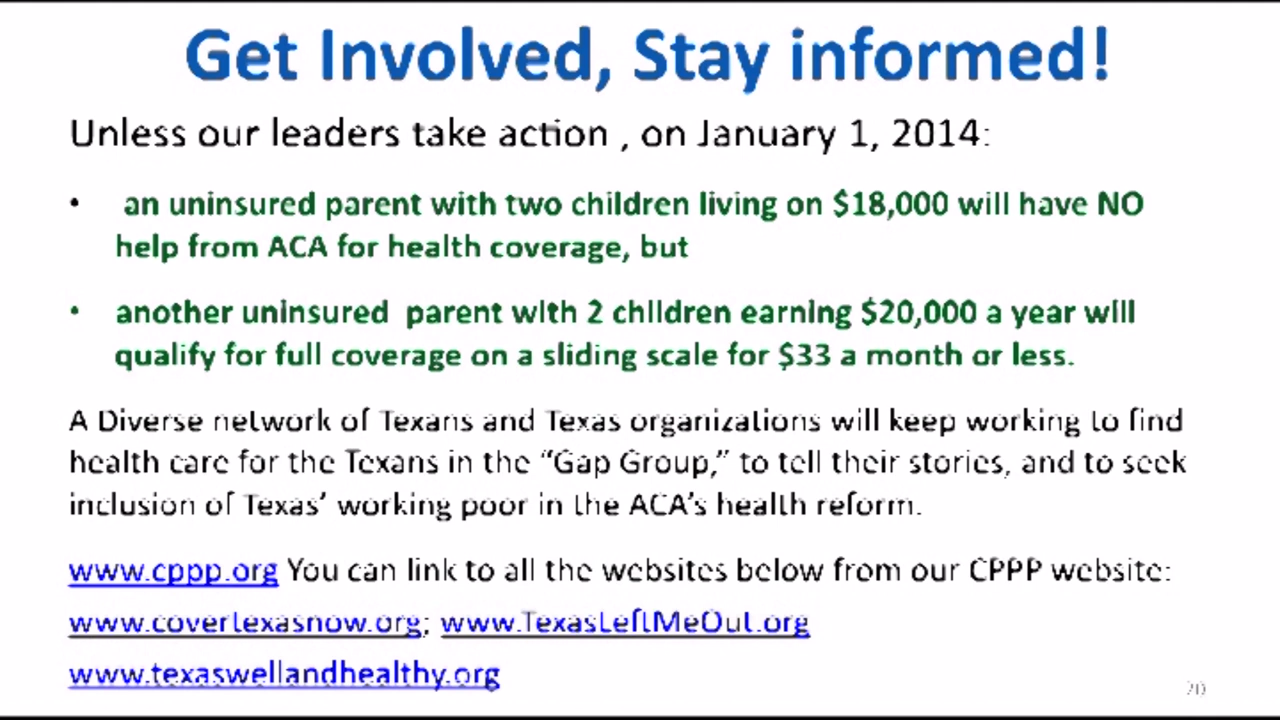 Get Involved, Stay informed!
Unless our leaders take action , on January 1, 2014:
• an uninsured parent with two children living on $18,000 will have NO
help from ACA for health coverage, but
• another uninsured parent with 2 children earning $20,000 a year will
qualify for full coverage on a sliding scale for $33 a month or less.
A Diverse network of Texans and Texas organizations will keep working to find
health care for the Texans in the “Gap Group,” to tell their stories, and to seek
inclusion of Texas’ working poor in the ACA’s health reform.
www.cppp.org You can link to all the websites below from our CPPP website:
www.covertexasnow.org; www.TexasLeftMeOut.org
www.texaswellandhealthy.org
20